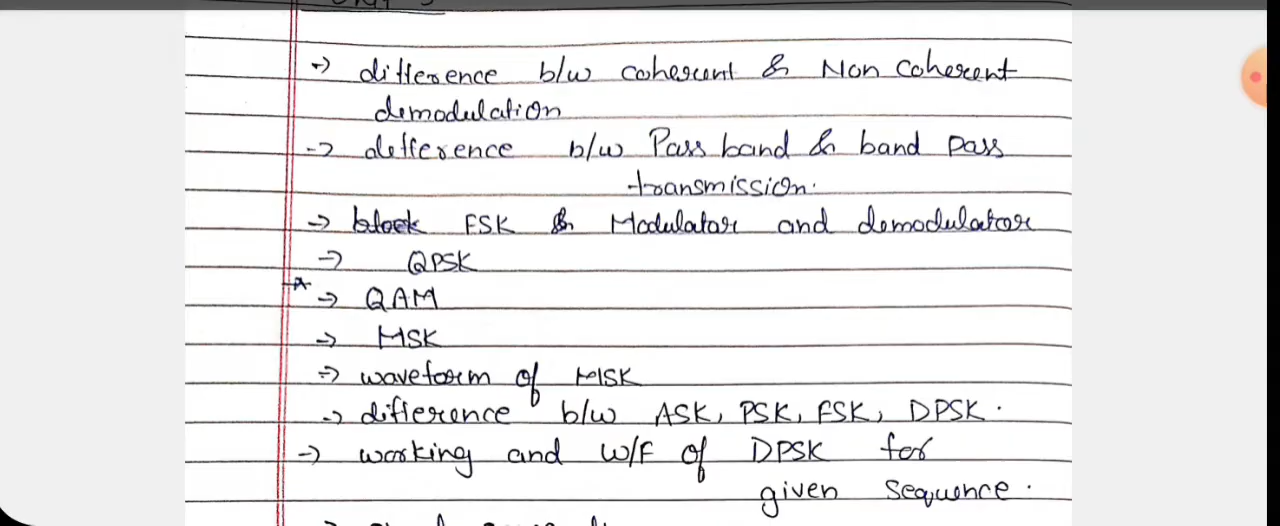 → difference b/w coherent & Non coherent
demodulation
→ defference b/w Pass band & band pass
transmission.
→ block FSK & Modulator and demodulator
→ QPSK
→ QAM
→ MSK
→ waveform of MSK
→ difference b/w ASK, PSK, FSK, DPSK.
→ working and W/F of DPSK for
given sequence.